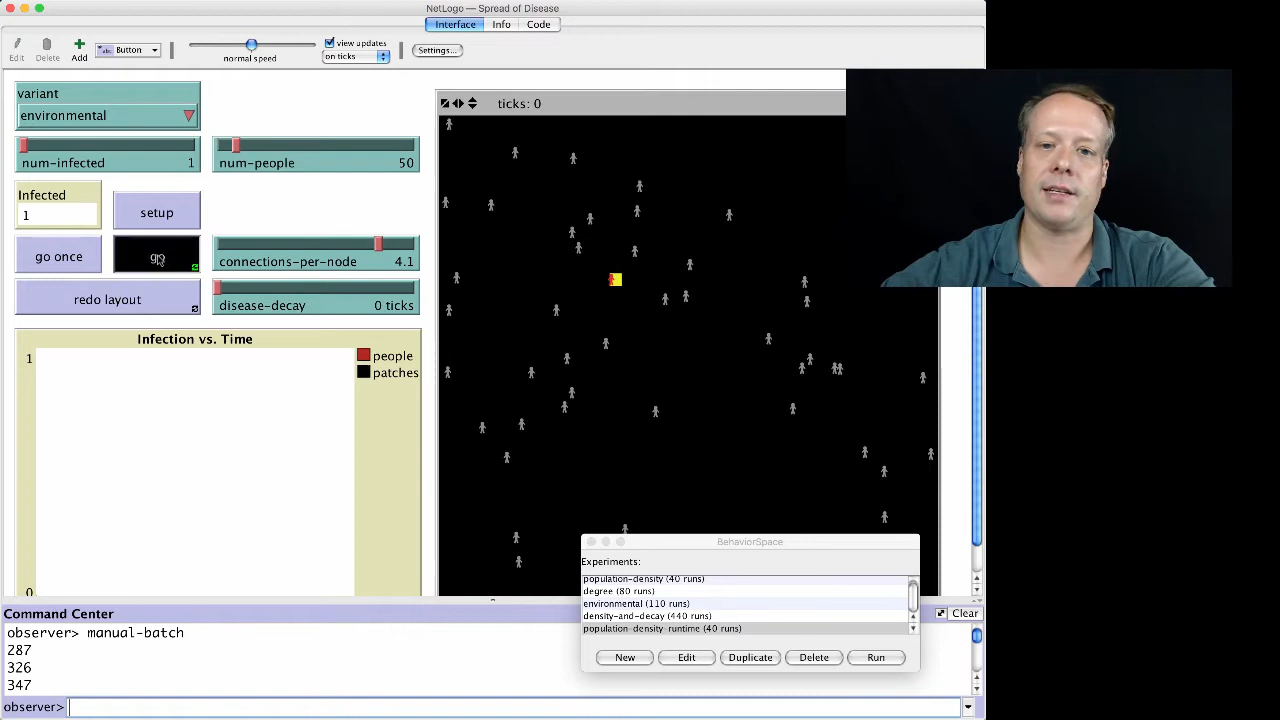 NetLogo — Spread of Disease
Interface Info Code
Edit Delete Add Button normal speed view updates on ticks Settings...
variant
environmental
ticks: 0
num-infected 1 num-people 50
Infected
1
setup
go once go connections-per-node 4.1
redo layout disease-decay 0 ticks
Infection vs. Time
1 people
patches
0
BehaviorSpace
Experiments:
population-density (40 runs)
degree (80 runs)
environmental (110 runs)
density-and-decay (440 runs)
population-density-runtime (40 runs)
New Edit Duplicate Delete Run
Command Center Clear
observer> manual-batch
287
326
347
observer>